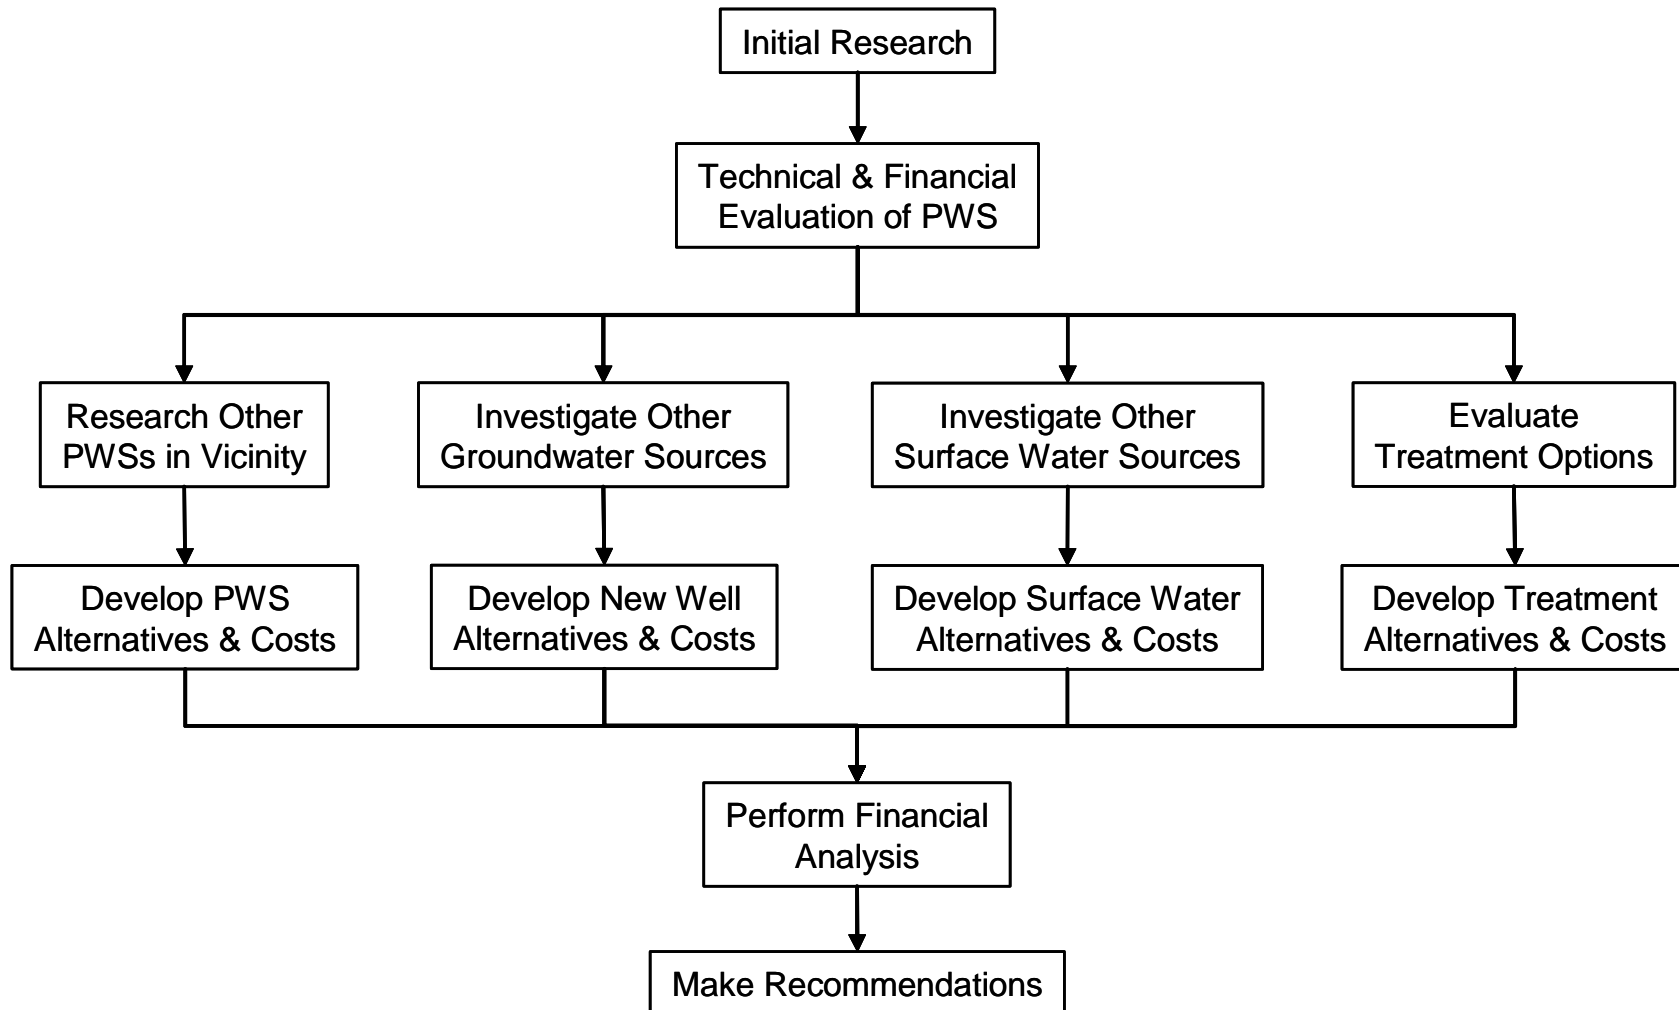 Initial Research
Technical & Financial
Evaluation of PWS
Research Other
PWSs in Vicinity
Investigate Other
Groundwater Sources
Investigate Other
Surface Water Sources
Evaluate
Treatment Options
Develop PWS
Alternatives & Costs
Develop New Well
Alternatives & Costs
Develop Surface Water
Alternatives & Costs
Develop Treatment
Alternatives & Costs
Perform Financial
Analysis
Make Recommendations